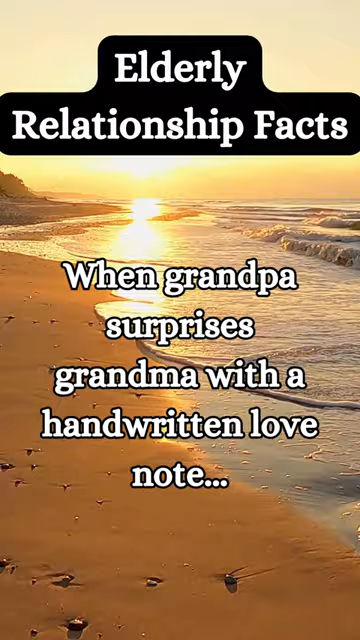 Elderly
Relationship Facts
When grandpa
surprises
grandma with a
handwritten love
note...